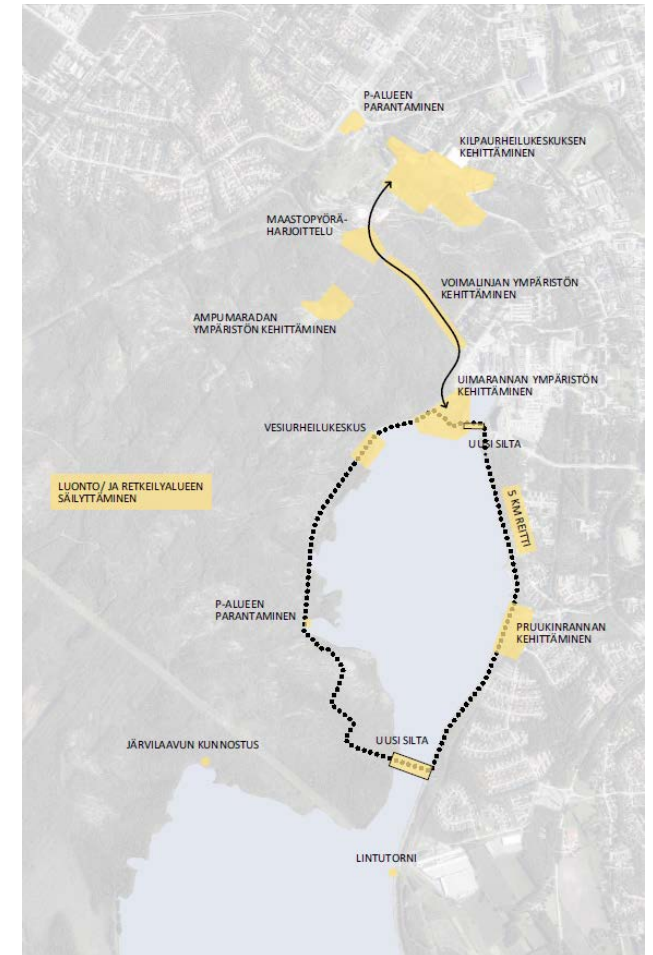 P-ALUEEN
PARANTAMINEN
KILPAURHEILUKESKUKSEN
KEHITTÄMINEN
MAASTOPYÖRÄ-
HARJOITTELU
VOIMALINJAN YMPÄRISTÖN
KEHITTÄMINEN
AMPUMARADAN
YMPÄRISTÖN KEHITTÄMINEN
UIMARANNAN YMPÄRISTÖN
KEHITTÄMINEN
VESIURHEILUKESKUS
UUSI SILTA
LUONTO/ JA RETKEILYALUEEN
SÄILYTTÄMINEN
5 KM REITTI
P-ALUEEN
PARANTAMINEN
PRUUKINRANNAN
KEHITTÄMINEN
UUSI SILTA
JÄRVILAAVUN KUNNOSTUS
LINTUTORNI